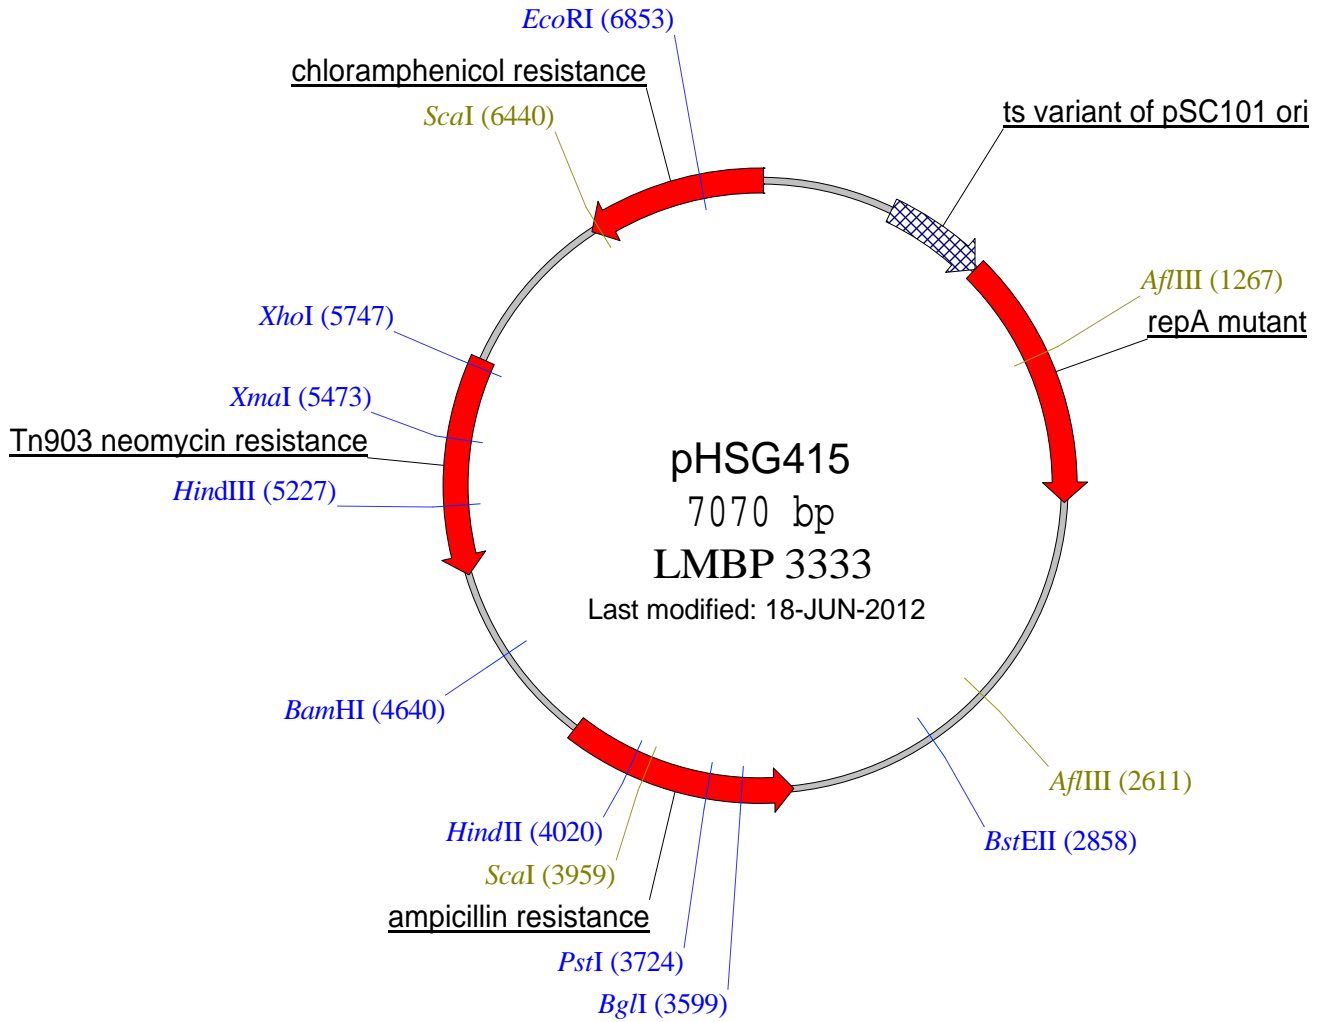 EcoRI (6853)
chloramphenicol resistance
ScaI (6440)
ts variant of pSC101 ori
AflIII (1267)
XhoI (5747)
repA mutant
XmaI (5473)
Tn903 neomycin resistance
HindIII (5227)
pHSG415
7070 bp
LMBP 3333
Last modified: 18-JUN-2012
BamHI (4640)
AflIII (2611)
HindII (4020)
BstEII (2858)
ScaI (3959)
ampicillin resistance
PstI (3724)
BglI (3599)